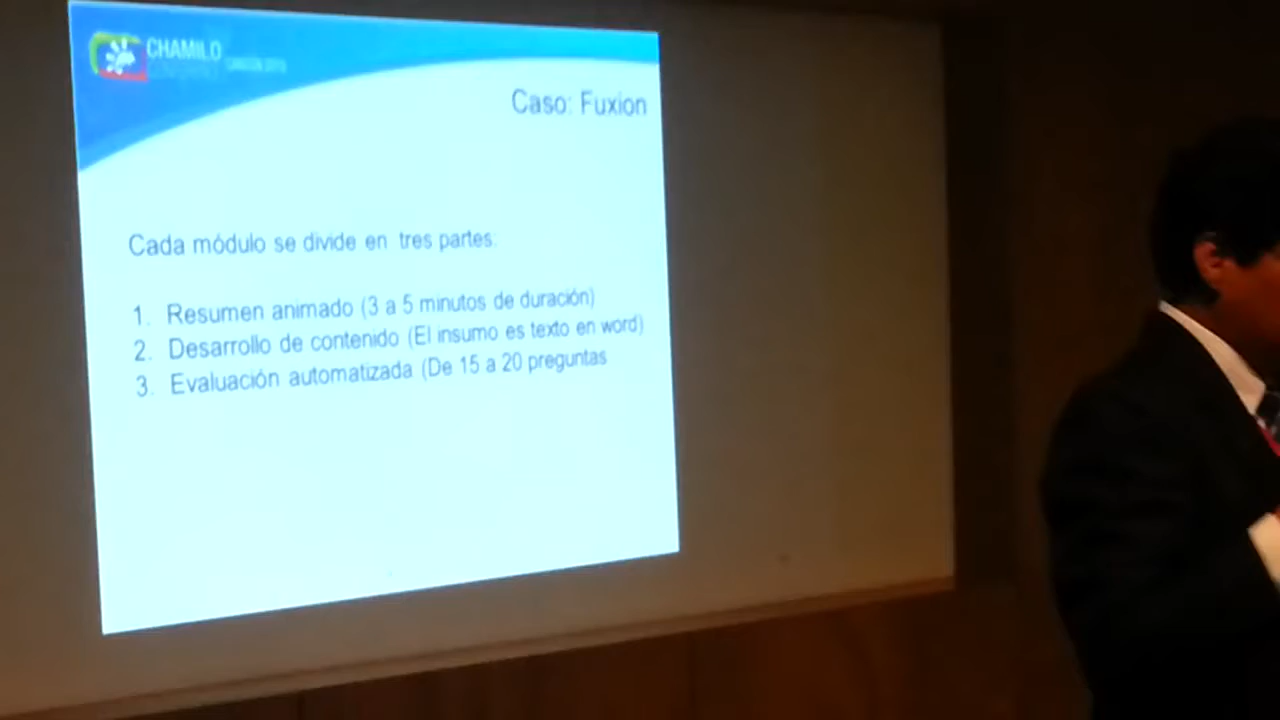 CHAMILO
Caso: Fuxion
Cada módulo se divide en tres partes:
1. Resumen animado (3 a 5 minutos de duración)
2. Desarrollo de contenido (El insumo es texto en word)
3. Evaluación automatizada (De 15 a 20 preguntas